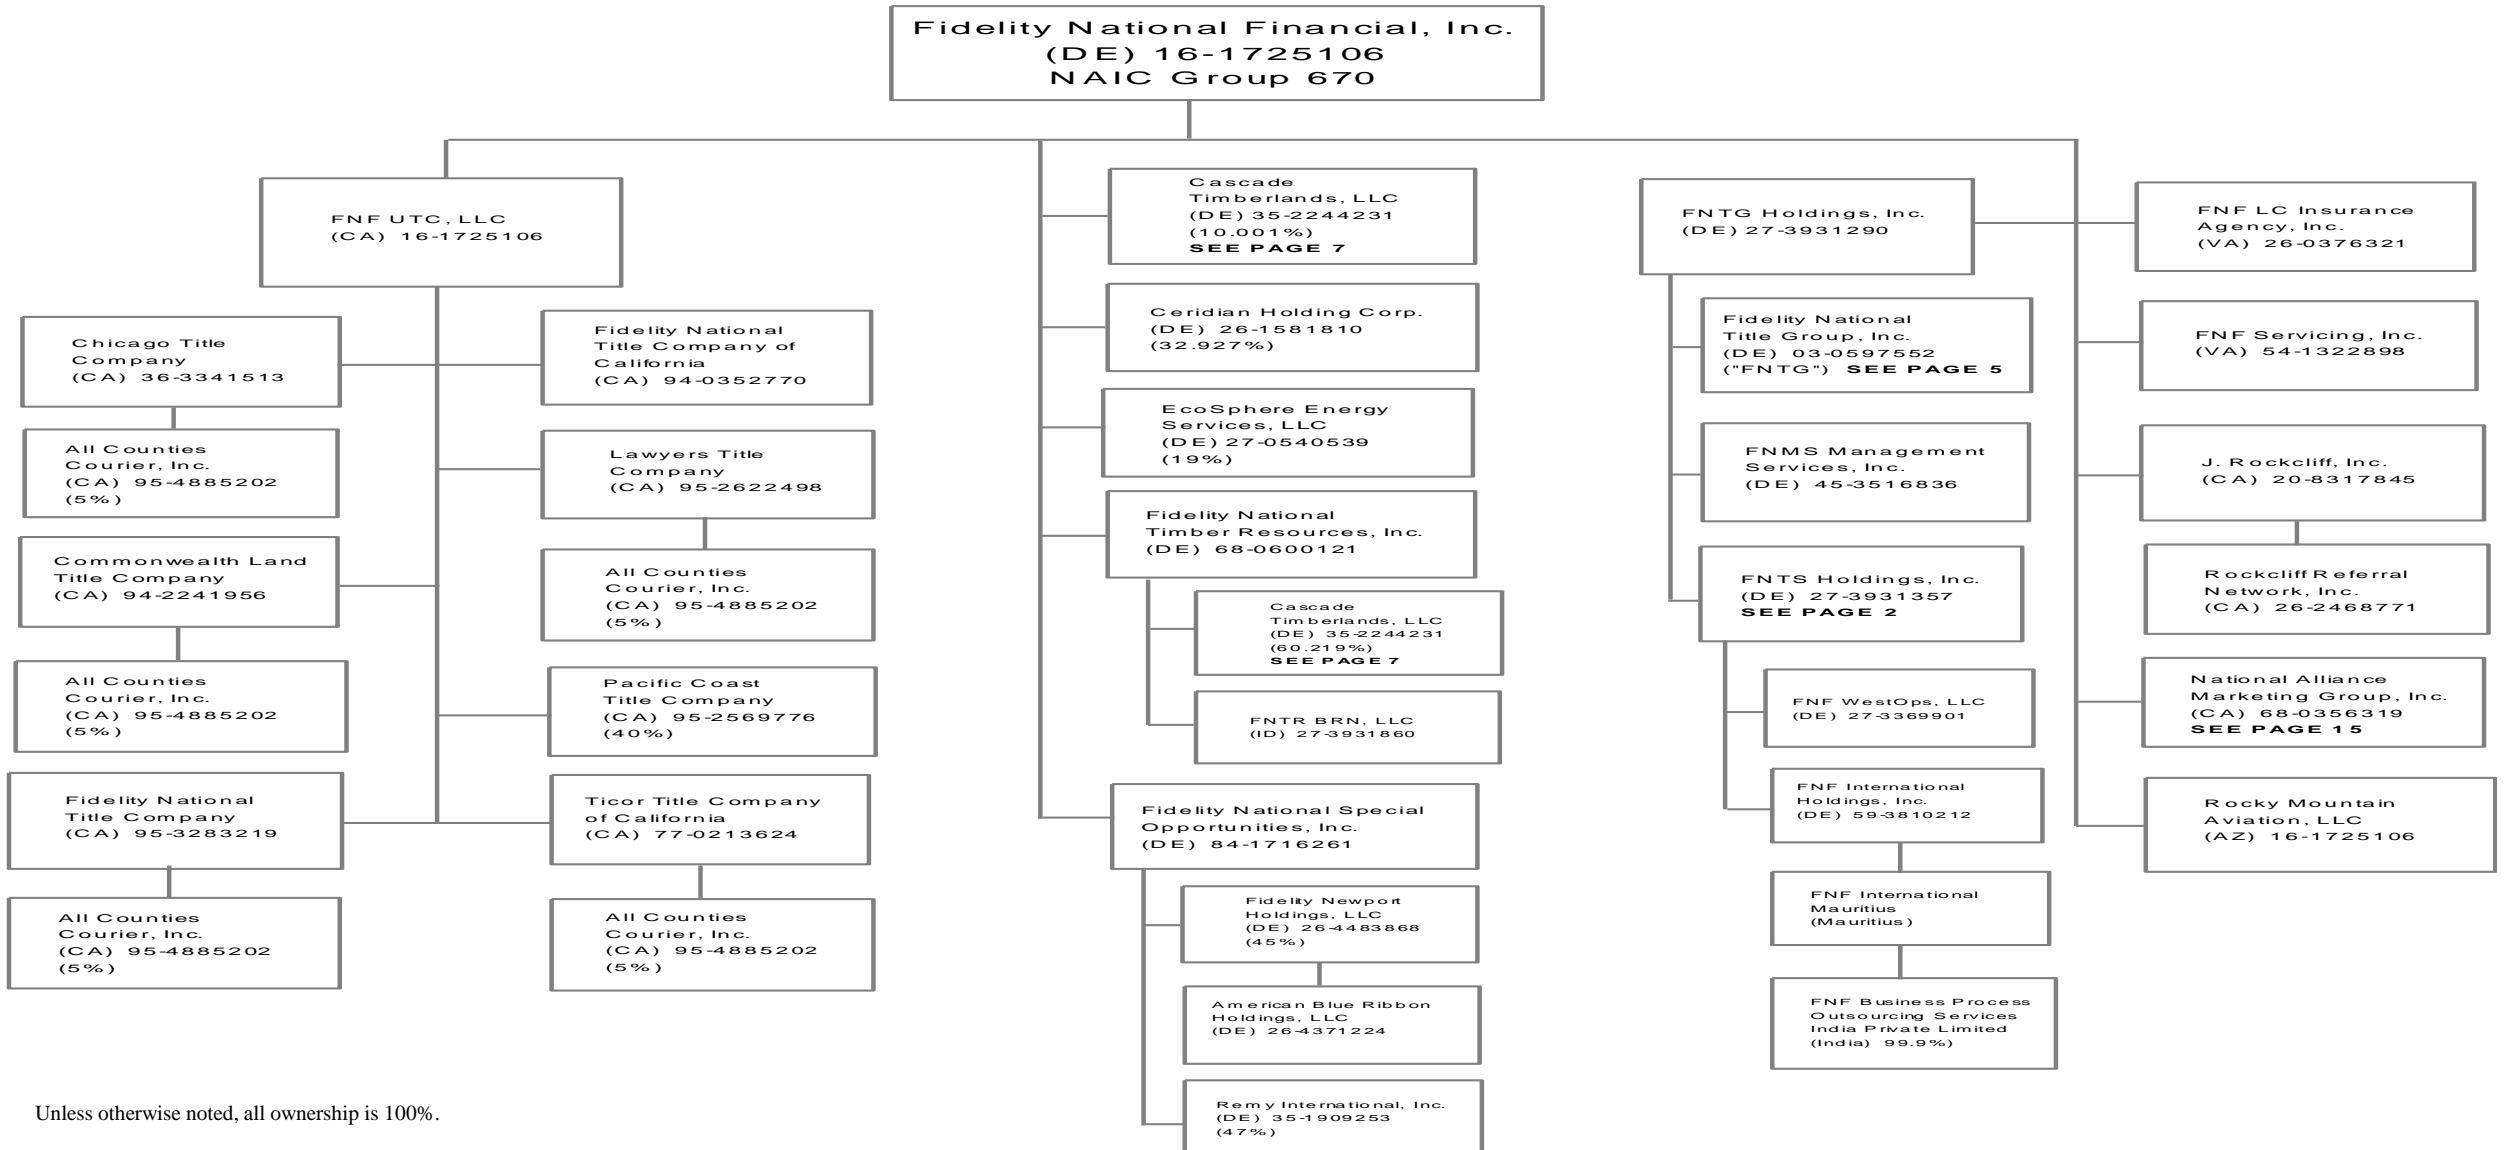 Fidelity National Financial, Inc.
(DE) 16-1725106
NAIC Group 670
FNF UTC, LLC
(CA) 16-1725106
Chicago Title
Company
(CA) 36-3341513
All Counties
Courier, Inc.
(CA) 95-4885202
(5%)
Commonwealth Land
Title Company
(CA) 94-2241956
All Counties
Courier, Inc.
(CA) 95-4885202
(5%)
Fidelity National
Title Company
(CA) 95-3283219
All Counties
Courier, Inc.
(CA) 95-4885202
(5%)
Fidelity National
Title Company of
California
(CA) 94-0352770
Lawyers Title
Company
(CA) 95-2622498
All Counties
Courier, Inc.
(CA) 95-4885202
(5%)
Pacific Coast
Title Company
(CA) 95-2569776
(40%)
Ticor Title Company
of California
(CA) 77-0213624
All Counties
Courier, Inc.
(CA) 95-4885202
(5%)
Cascade
Timberlands, LLC
(DE) 35-2244231
(10.001%)
SEE PAGE 7
Ceridian Holding Corp.
(DE) 26-1581810
(32.927%)
EcoSphere Energy
Services, LLC
(DE) 27-0540539
(19%)
Fidelity National
Timber Resources, Inc.
(DE) 68-0600121
Cascade
Timberlands, LLC
(DE) 35-2244231
(60.219%)
SEE PAGE 7
FNTR BRN, LLC
(ID) 27-3931860
Fidelity National Special
Opportunities, Inc.
(DE) 84-1716261
Fidelity Newport
Holdings, LLC
(DE) 26-4483868
(45%)
American Blue Ribbon
Holdings, LLC
(DE) 26-4371224
Remy International, Inc.
(DE) 35-1909253
(47%)
FNTG Holdings, Inc.
(DE) 27-3931290
Fidelity National
Title Group, Inc.
(DE) 03-0597552
("FNTG") SEE PAGE 5
FNMS Management
Services, Inc.
(DE) 45-3516836
FNTS Holdings, Inc.
(DE) 27-3931357
SEE PAGE 2
FNF WestOps, LLC
(DE) 27-3369901
FNF International
Holdings, Inc.
(DE) 59-3810212
FNF International
Mauritius
(Mauritius)
FNF Business Process
Outsourcing Services
India Private Limited
(India) 99.9%)
FNF LC Insurance
Agency, Inc.
(VA) 26-0376321
FNF Servicing, Inc.
(VA) 54-1322898
J. Rockcliff, Inc.
(CA) 20-8317845
Rockcliff Referral
Network, Inc.
(CA) 26-2468771
National Alliance
Marketing Group, Inc.
(CA) 68-0356319
SEE PAGE 15
Rocky Mountain
Aviation, LLC
(AZ) 16-1725106
Unless otherwise noted, all ownership is 100%.